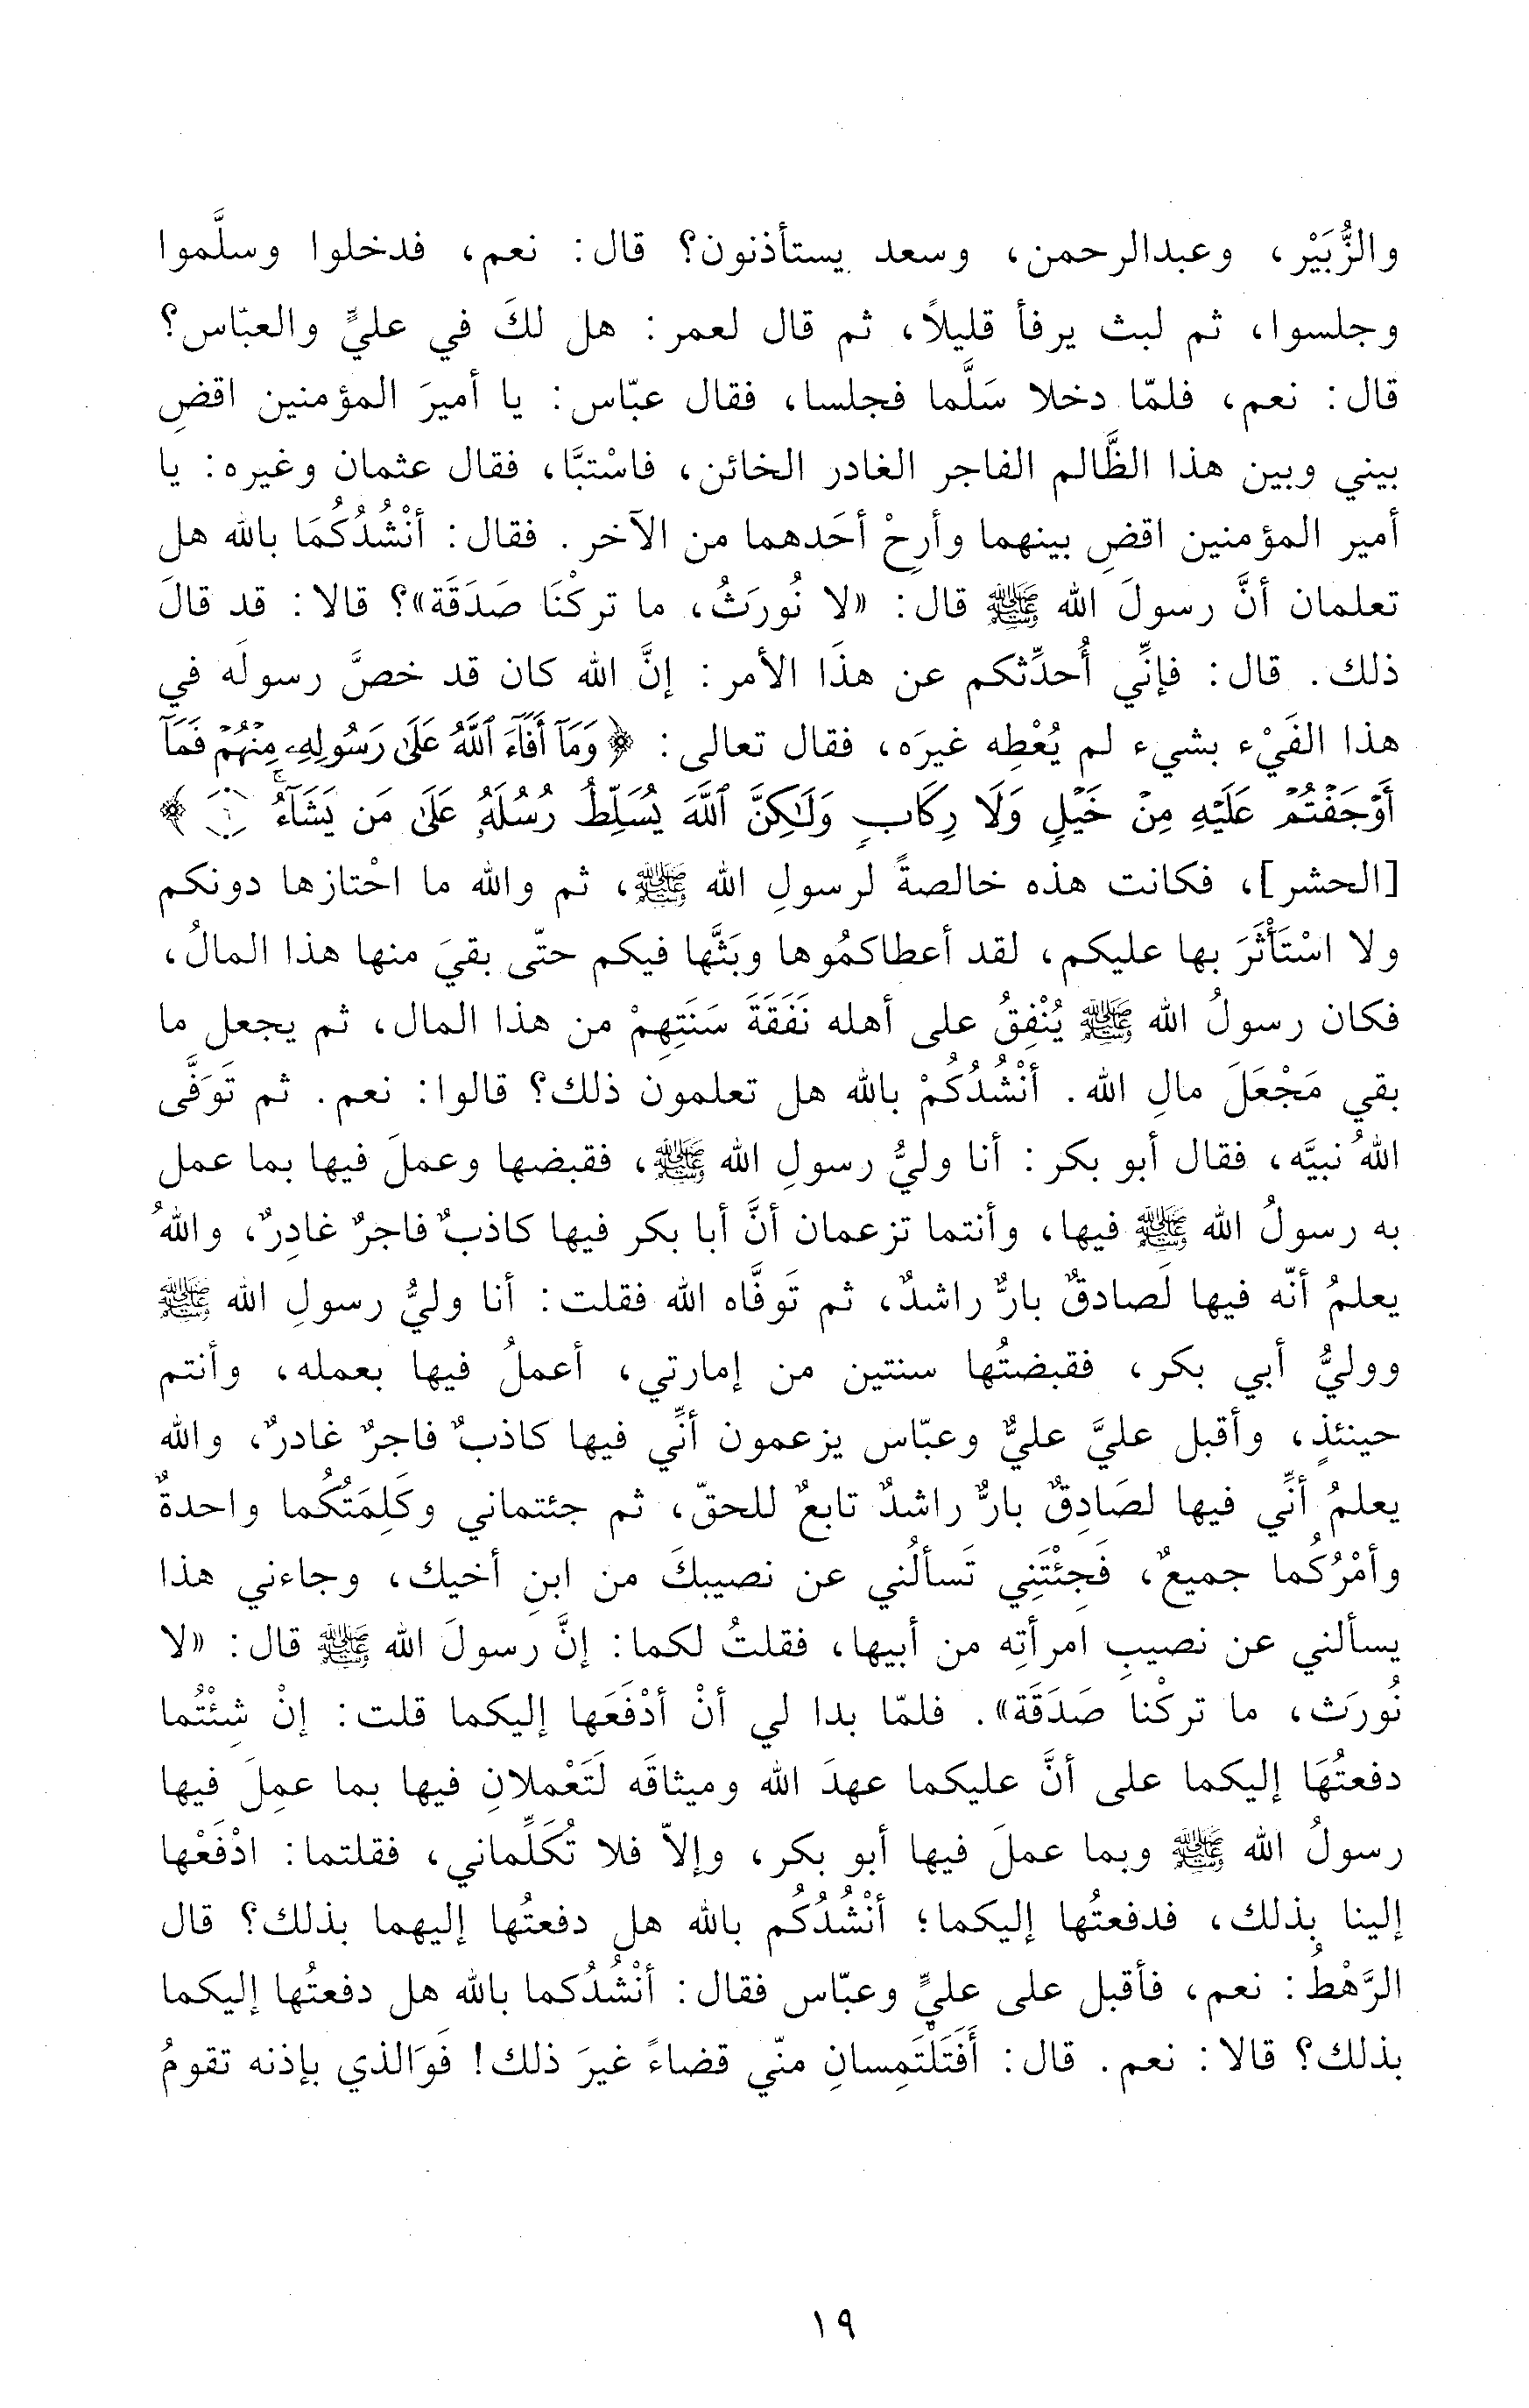 والزُّبَيْر، وعبدالرحمن، وسعد يستأذنون؟ قال: نعم، فدخلوا وسلَّموا
وجلسوا، ثم لبث يرفأ قليلاً، ثم قال لعمر: هل لكَ في عليٍّ والعبّاس؟
قال: نعم، فلمّا دخلا سَلَّما فجلسا، فقال عبّاس: يا أميرَ المؤمنين اقضِ
بيني وبين هذا الظَّالم الفاجر الغادر الخائن، فاسْتبَّا، فقال عثمان وغيره: يا
أمير المؤمنين اقضِ بينهما وأرِحْ أحَدهما من الآخر. فقال: أنْشُدُكُمَا بالله هل
تعلمان أنَّ رسولَ الله ﷺ قال: «لا نُورَثُ، ما تركْنَا صَدَقَة»؟ قالا: قد قالَ
ذلك. قال: فإنِّي أُحدِّثكم عن هذَا الأمر: إنَّ الله كان قد خصَّ رسولَه في
هذا الفَيْء بشيء لم يُعْطِه غيرَه، فقال تعالى: ﴿وَمَآ أَفَآءَ ٱللَّهُ عَلَىٰ رَسُولِهِۦ مِنْهُمْ فَمَآ
أَوْجَفْتُمْ عَلَيْهِ مِنْ خَيْلٍ وَلَا رِكَابٍ وَلَٰكِنَّ ٱللَّهَ يُسَلِّطُ رُسُلَهُۥ عَلَىٰ مَن يَشَآءُۚ ﴾
[الحشر]، فكانت هذه خالصةً لرسولِ الله ﷺ، ثم والله ما احْتازها دونكم
ولا اسْتَأْثَرَ بها عليكم، لقد أعطاكمُوها وبَثَّها فيكم حتّى بقيَ منها هذا المالُ،
فكان رسولُ الله ﷺ يُنْفِقُ على أهله نَفَقَةَ سَنَتِهِمْ من هذا المال، ثم يجعل ما
بقي مَجْعَلَ مالِ الله. أنْشُدُكُمْ بالله هل تعلمون ذلك؟ قالوا: نعم. ثم تَوَفَّى
اللهُ نبيَّه، فقال أبو بكر: أنا وليُّ رسولِ الله ﷺ، فقبضها وعملَ فيها بما عمل
به رسولُ الله ﷺ فيها، وأنتما تزعمان أنَّ أبا بكر فيها كاذبٌ فاجرٌ غادِرٌ، واللهُ
يعلمُ أنّه فيها لَصادقٌ بارٌّ راشدٌ، ثم تَوفَّاه الله فقلت: أنا وليُّ رسولِ الله ﷺ
ووليُّ أبي بكر، فقبضتُها سنتين من إمارتي، أعملُ فيها بعمله، وأنتم
حينئذٍ، وأقبل عليَّ عليٌّ وعبّاس يزعمون أنِّي فيها كاذبٌ فاجرٌ غادرٌ، والله
يعلمُ أنِّي فيها لصَادِقٌ بارٌّ راشدٌ تابعٌ للحقّ، ثم جئتماني وكَلِمَتُكُما واحدةٌ
وأمْرُكُما جميعٌ، فَجِئْتَنِي تَسألُني عن نصيبكَ من ابنِ أخيك، وجاءني هذا
يسألني عن نصيبِ امرأتِه من أبيها، فقلتُ لكما: إنَّ رسولَ الله ﷺ قال: «لا
نُورَث، ما تركْنا صَدَقَة». فلمّا بدا لي أنْ أدْفَعَها إليكما قلت: إنْ شِئْتُما
دفعتُهَا إليكما على أنَّ عليكما عهدَ الله وميثاقَه لَتَعْملانِ فيها بما عمِلَ فيها
رسولُ الله ﷺ وبما عملَ فيها أبو بكر، وإلاّ فلا تُكَلِّماني، فقلتما: ادْفَعْها
إلينا بذلك، فدفعتُها إليكما؛ أنْشُدُكُم بالله هل دفعتُها إليهما بذلك؟ قال
الرَّهْطُ: نعم، فأقبل على عليٍّ وعبّاس فقال: أنْشُدُكما بالله هل دفعتُها إليكما
بذلك؟ قالا: نعم. قال: أَفَتَلْتَمِسانِ منّي قضاءً غيرَ ذلك! فَوَالذي بإذنه تقومُ
١٩